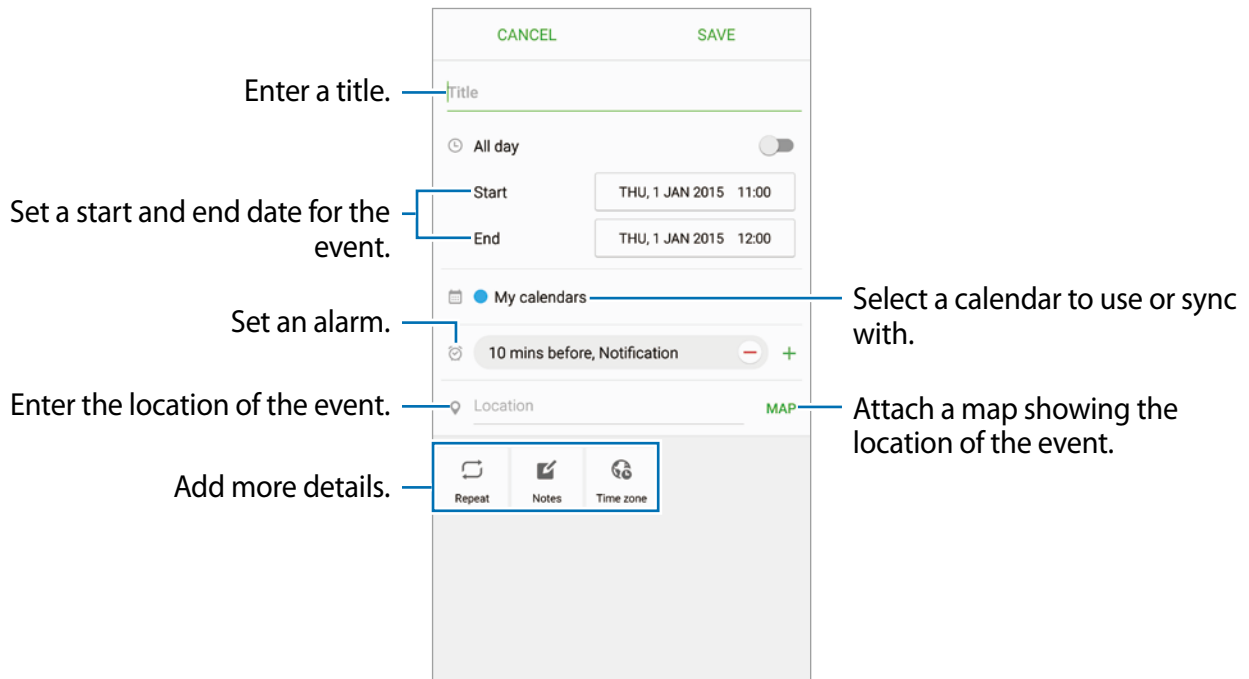 CANCEL SAVE
Enter a title.
Title
All day
Start THU, 1 JAN 2015 11:00
Set a start and end date for the
event.
End THU, 1 JAN 2015 12:00
My calendars
Select a calendar to use or sync
with.
Set an alarm.
10 mins before, Notification
Enter the location of the event.
Location MAP
Attach a map showing the
location of the event.
Add more details.
Repeat Notes Time zone